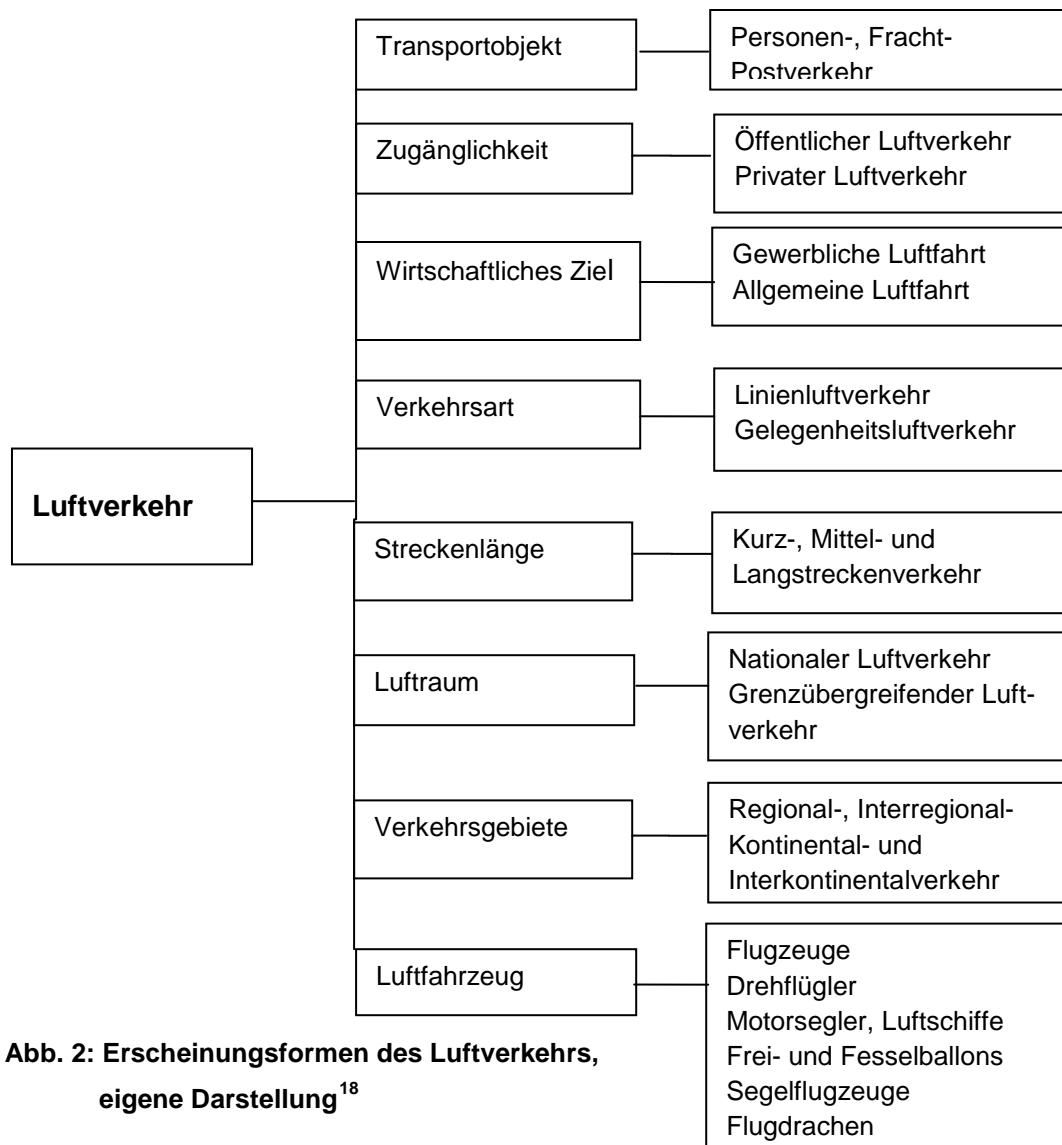 Transportobjekt
Personen-, Fracht-
Postverkehr
Zugänglichkeit
Öffentlicher Luftverkehr
Privater Luftverkehr
Wirtschaftliches Ziel
Gewerbliche Luftfahrt
Allgemeine Luftfahrt
Verkehrsart
Linienluftverkehr
Gelegenheitsluftverkehr
Luftverkehr
Streckenlänge
Kurz-, Mittel- und
Langstreckenverkehr
Luftraum
Nationaler Luftverkehr
Grenzübergreifender Luft-
verkehr
Verkehrsgebiete
Regional-, Interregional-
Kontinental- und
Interkontinentalverkehr
Luftfahrzeug
Flugzeuge
Drehflügler
Motorsegler, Luftschiffe
Frei- und Fesselballons
Segelflugzeuge
Flugdrachen
Abb. 2: Erscheinungsformen des Luftverkehrs,
eigene Darstellung18